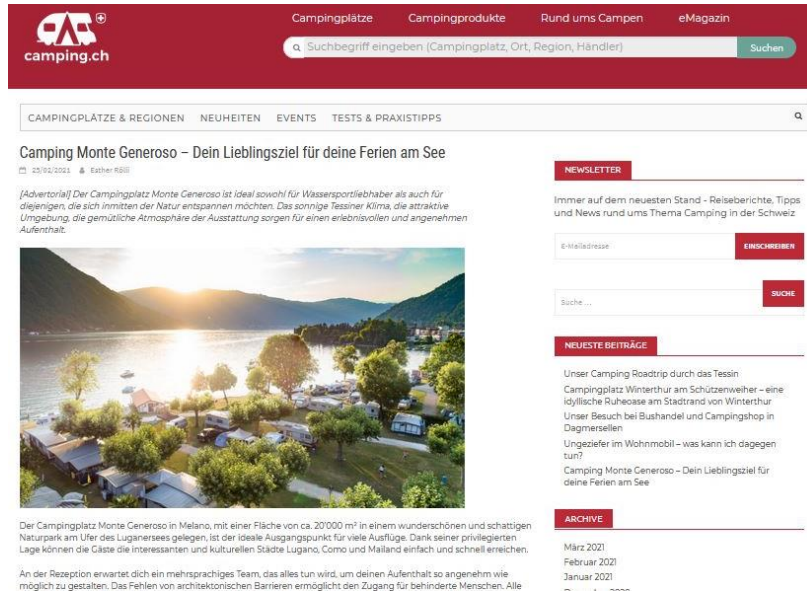 camping.ch
Campingplätze Campingprodukte Rund ums Campen eMagazin
Suchbegriff eingeben (Campingplatz, Ort, Region, Händler) Suchen
CAMPINGPLÄTZE & REGIONEN NEUHEITEN EVENTS TESTS & PRAXISTIPPS
Camping Monte Generoso – Dein Lieblingsziel für deine Ferien am See
25/02/2021 Esther Rölli
[Advertorial] Der Campingplatz Monte Generoso ist ideal sowohl für Wassersportliebhaber als auch für
diejenigen, die sich inmitten der Natur entspannen möchten. Das sonnige Tessiner Klima, die attraktive
Umgebung, die gemütliche Atmosphäre der Ausstattung sorgen für einen erlebnisvollen und angenehmen
Aufenthalt.
Der Campingplatz Monte Generoso in Melano, mit einer Fläche von ca. 20'000 m² in einem wunderschönen und schattigen
Naturpark am Ufer des Luganersees gelegen, ist der ideale Ausgangspunkt für viele Ausflüge. Dank seiner privilegierten
Lage können die Gäste die interessanten und kulturellen Städte Lugano, Como und Mailand einfach und schnell erreichen.
An der Rezeption erwartet dich ein mehrsprachiges Team, das alles tun wird, um deinen Aufenthalt so angenehm wie
möglich zu gestalten. Das Fehlen von architektonischen Barrieren ermöglicht den Zugang für behinderte Menschen. Alle
NEWSLETTER
Immer auf dem neuesten Stand - Reiseberichte, Tipps
und News rund ums Thema Camping in der Schweiz
E-Mailadresse EINSCHREIBEN
Suche ... SUCHE
NEUESTE BEITRÄGE
Unser Camping Roadtrip durch das Tessin
Campingplatz Winterthur am Schützenweiher – eine
idyllische Ruheoase am Stadtrand von Winterthur
Unser Besuch bei Bushandel und Campingshop in
Dagmersellen
Ungeziefer im Wohnmobil – was kann ich dagegen
tun?
Camping Monte Generoso – Dein Lieblingsziel für
deine Ferien am See
ARCHIVE
März 2021
Februar 2021
Januar 2021